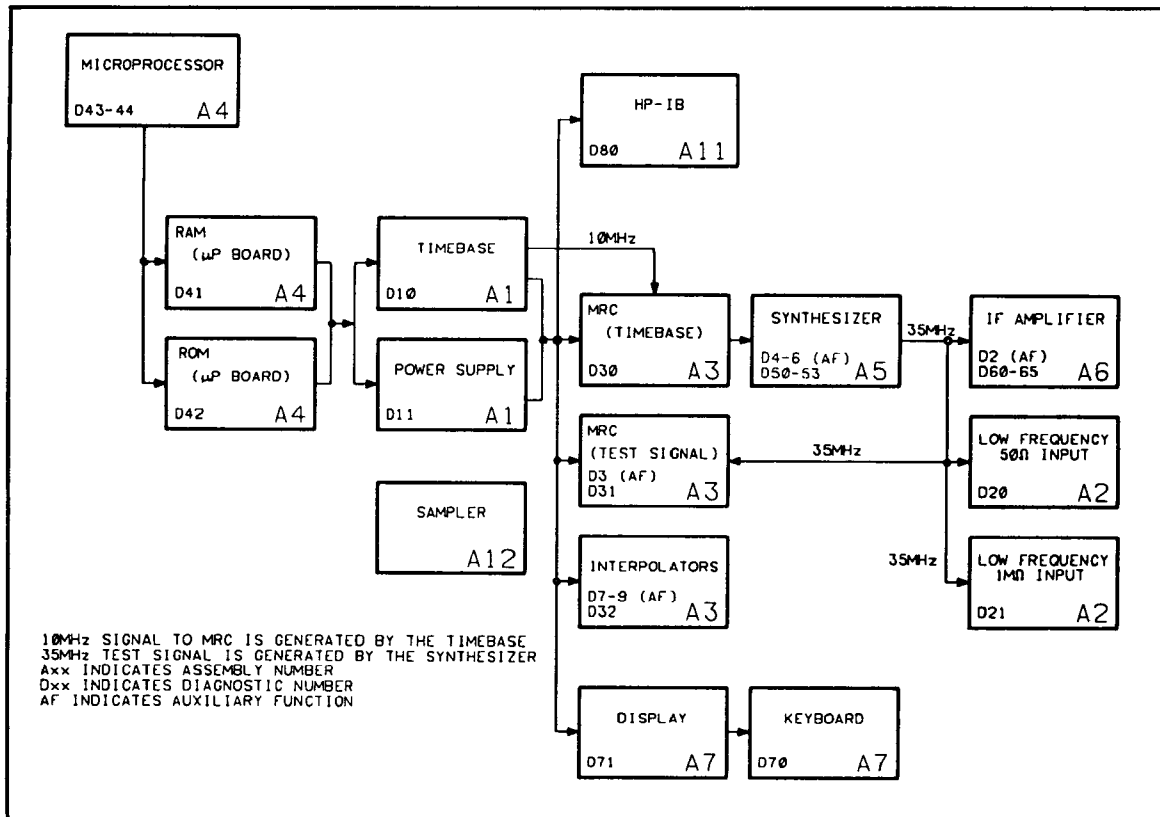 MICROPROCESSOR
D43-44 A4
HP-IB
D80 A11
RAM
(µP BOARD)
D41 A4
TIMEBASE
D10 A1
10MHz
ROM
(µP BOARD)
D42 A4
POWER SUPPLY
D11 A1
MRC
(TIMEBASE)
D30 A3
SYNTHESIZER
D4-6 (AF)
D50-53 A5
35MHz
IF AMPLIFIER
D2 (AF)
D60-65 A6
MRC
(TEST SIGNAL)
D3 (AF)
D31 A3
35MHz
LOW FREQUENCY
50Ω INPUT
D20 A2
SAMPLER
A12
INTERPOLATORS
D7-9 (AF)
D32 A3
35MHz
LOW FREQUENCY
1MΩ INPUT
D21 A2
10MHz SIGNAL TO MRC IS GENERATED BY THE TIMEBASE
35MHz TEST SIGNAL IS GENERATED BY THE SYNTHESIZER
Axx INDICATES ASSEMBLY NUMBER
Dxx INDICATES DIAGNOSTIC NUMBER
AF INDICATES AUXILIARY FUNCTION
DISPLAY
D71 A7
KEYBOARD
D70 A7